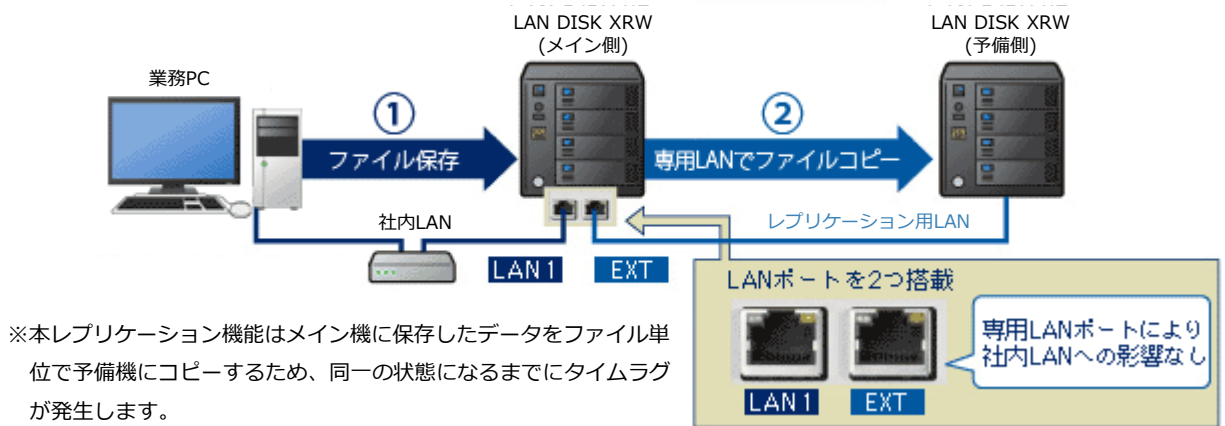 LAN DISK XRW
(メイン側)
LAN DISK XRW
(予備側)
業務PC
①
ファイル保存
②
専用LANでファイルコピー
社内LAN
レプリケーション用LAN
LAN1
EXT
LANポートを2つ搭載
専用LANポートにより
社内LANへの影響なし
LAN1
EXT
※本レプリケーション機能はメイン機に保存したデータをファイル単
位で予備機にコピーするため、同一の状態になるまでにタイムラグ
が発生します。